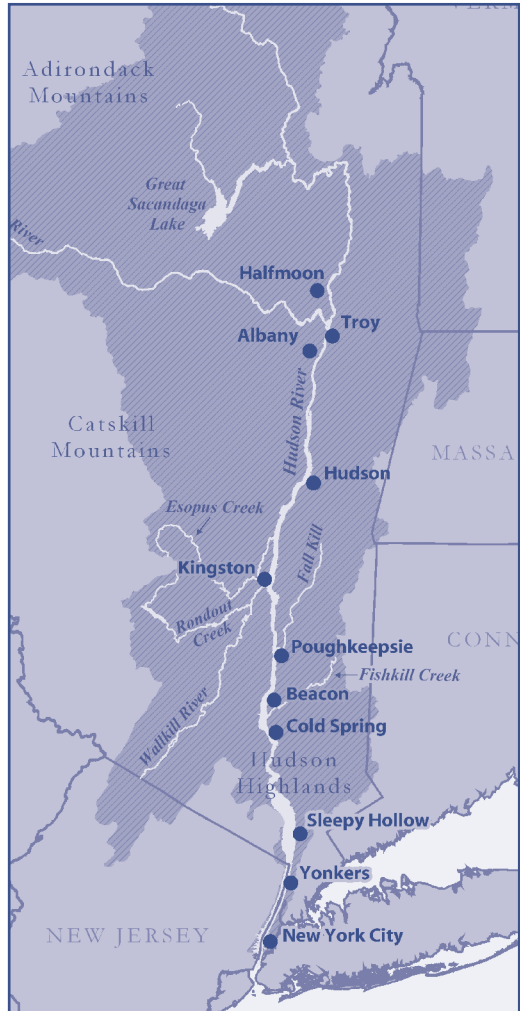 Adirondack
Mountains
Great
Sacandaga
Lake
River
Halfmoon
Troy
Albany
Hudson River
Catskill
Mountains
MASSA
Hudson
Esopus Creek
Fall Kill
Kingston
Rondout
Creek
CONN
Poughkeepsie
Fishkill Creek
Wallkill River
Beacon
Cold Spring
Hudson
Highlands
Sleepy Hollow
Yonkers
NEW JERSEY
New York City